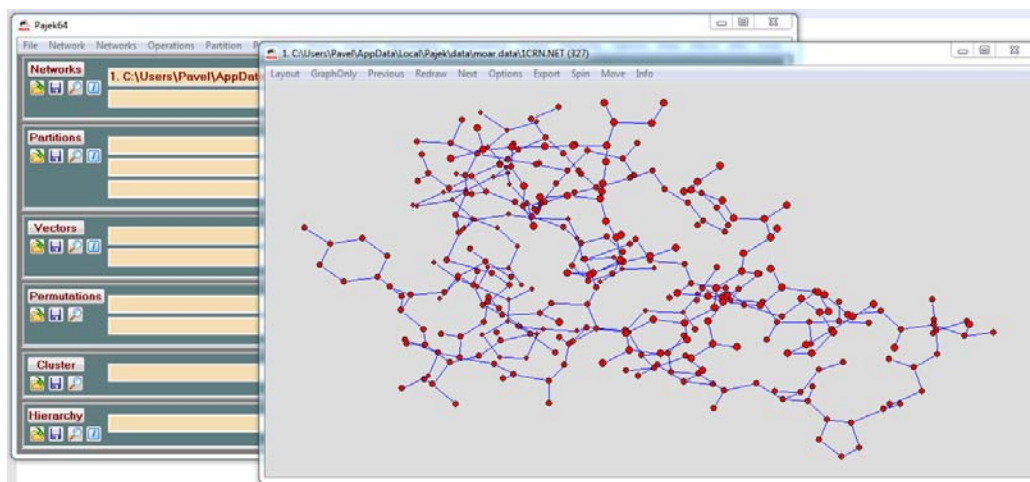 Pajek64
File Network Networks Operations Partition
1. C:\Users\Pavel\AppData\Local\Pajek\data\moar data\1CRN.NET (327)
Layout GraphOnly Previous Redraw Next Options Export Spin Move Info
Networks
1. C:\Users\Pavel\AppDat
Partitions
Vectors
Permutations
Cluster
Hierarchy